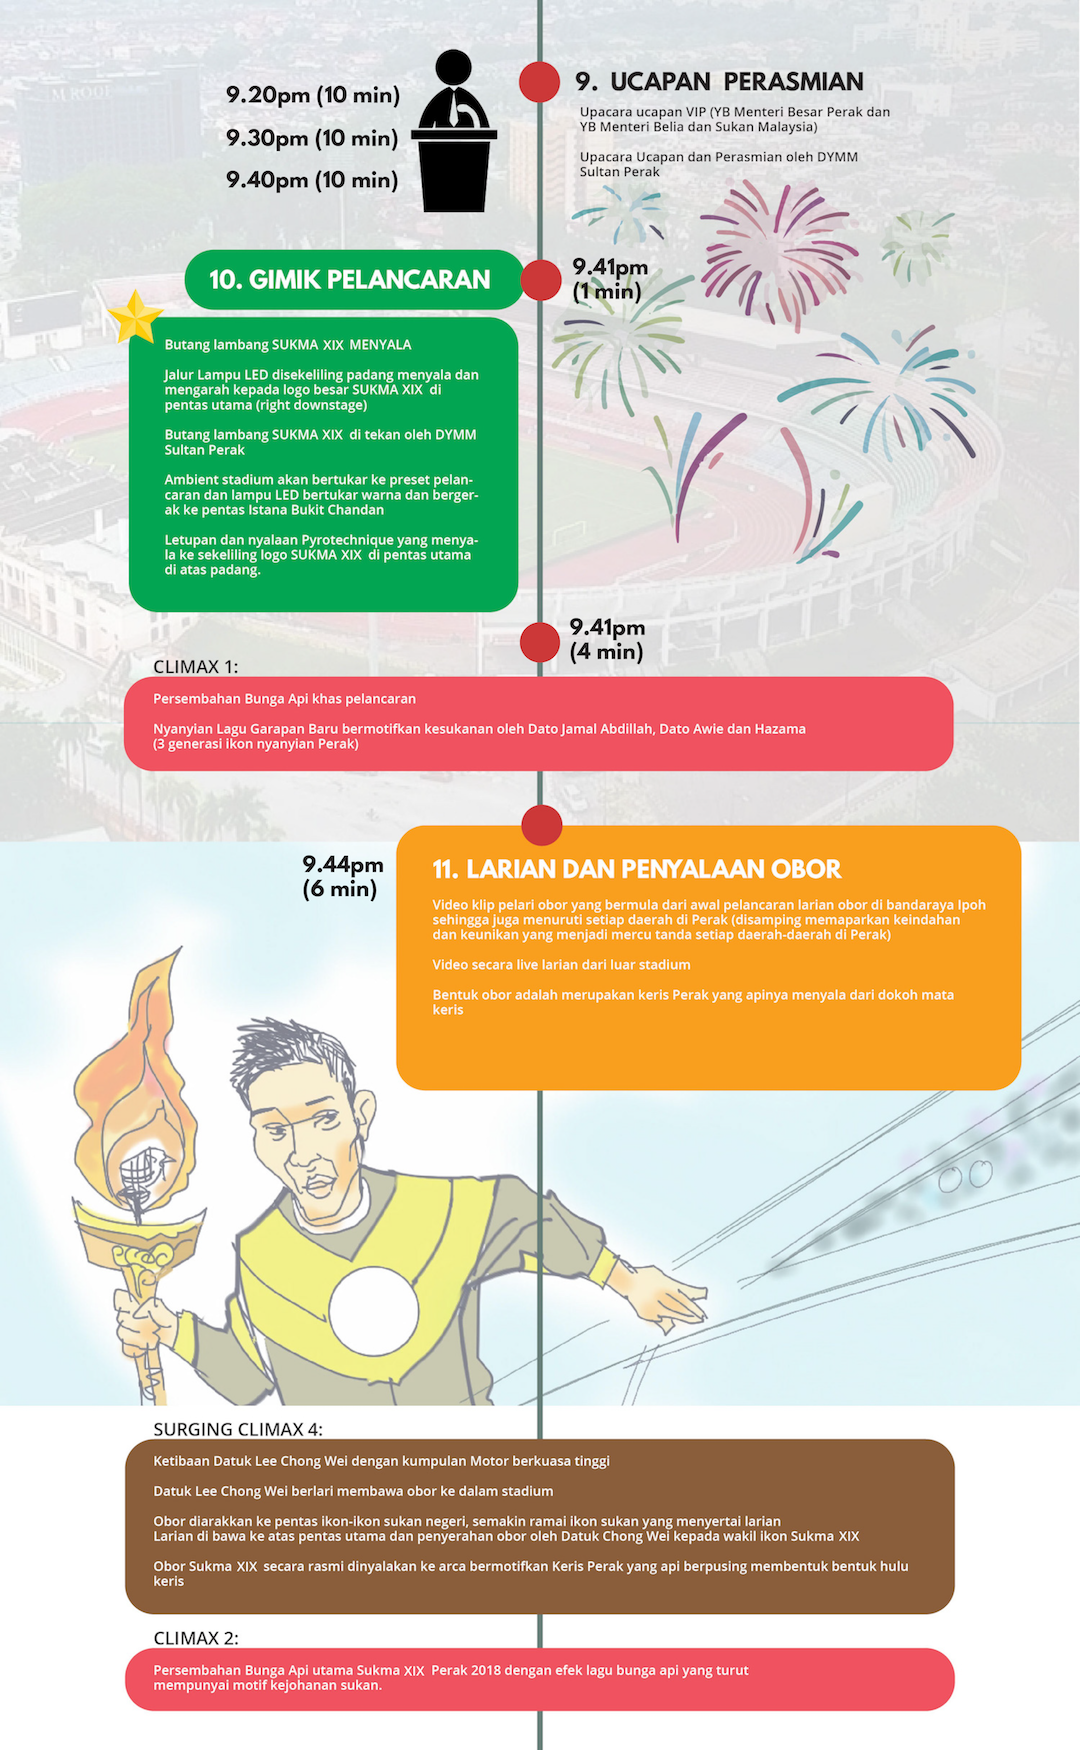 9.20pm (10 min)
9.30pm (10 min)
9.40pm (10 min)
9. UCAPAN PERASMIAN
Upacara ucapan VIP (YB Menteri Besar Perak dan
YB Menteri Belia dan Sukan Malaysia)
Upacara Ucapan dan Perasmian oleh DYMM
Sultan Perak
10. GIMIK PELANCARAN
9.41pm
(1 min)
Butang lambang SUKMA XIX MENYALA
Jalur Lampu LED disekeliling padang menyala dan
mengarah kepada logo besar SUKMA XIX di
pentas utama (right downstage)
Butang lambang SUKMA XIX di tekan oleh DYMM
Sultan Perak
Ambient stadium akan bertukar ke preset pelan-
caran dan lampu LED bertukar warna dan berger-
ak ke pentas Istana Bukit Chandan
Letupan dan nyalaan Pyrotechnique yang menya-
la ke sekeliling logo SUKMA XIX di pentas utama
di atas padang.
9.41pm
(4 min)
CLIMAX 1:
Persembahan Bunga Api khas pelancaran
Nyanyian Lagu Garapan Baru bermotifkan kesukanan oleh Dato Jamal Abdillah, Dato Awie dan Hazama
(3 generasi ikon nyanyian Perak)
9.44pm
(6 min)
11. LARIAN DAN PENYALAAN OBOR
Video klip pelari obor yang bermula dari awal pelancaran larian obor di bandaraya Ipoh
sehingga juga menuruti setiap daerah di Perak (disamping memaparkan keindahan
dan keunikan yang menjadi mercu tanda setiap daerah-daerah di Perak)
Video secara live larian dari luar stadium
Bentuk obor adalah merupakan keris Perak yang apinya menyala dari dokoh mata
keris
SURGING CLIMAX 4:
Ketibaan Datuk Lee Chong Wei dengan kumpulan Motor berkuasa tinggi
Datuk Lee Chong Wei berlari membawa obor ke dalam stadium
Obor diarakkan ke pentas ikon-ikon sukan negeri, semakin ramai ikon sukan yang menyertai larian
Larian di bawa ke atas pentas utama dan penyerahan obor oleh Datuk Chong Wei kepada wakil ikon Sukma XIX
Obor Sukma XIX secara rasmi dinyalakan ke arca bermotifkan Keris Perak yang api berpusing membentuk bentuk hulu
keris
CLIMAX 2:
Persembahan Bunga Api utama Sukma XIX Perak 2018 dengan efek lagu bunga api yang turut
mempunyai motif kejohanan sukan.